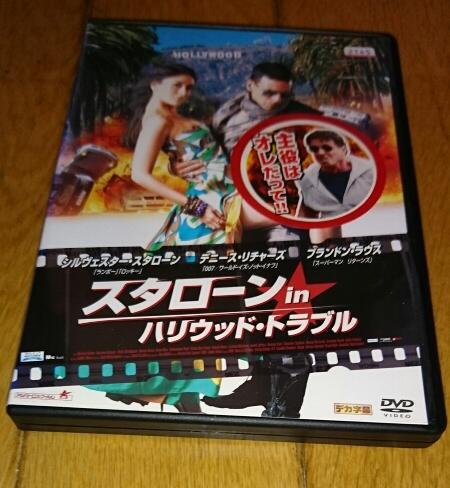 HOLLYWOOD
主役は
オレだって!!
シルヴェスター・スタローン デニース・リチャーズ ブランドン・ラウス
「ランボー」「ロッキー」 「007 ワールド・イズ・ノット・イナフ」 「スーパーマン リターンズ」
スタローン in
ハリウッド・トラブル
デカ字幕
DVD
VIDEO